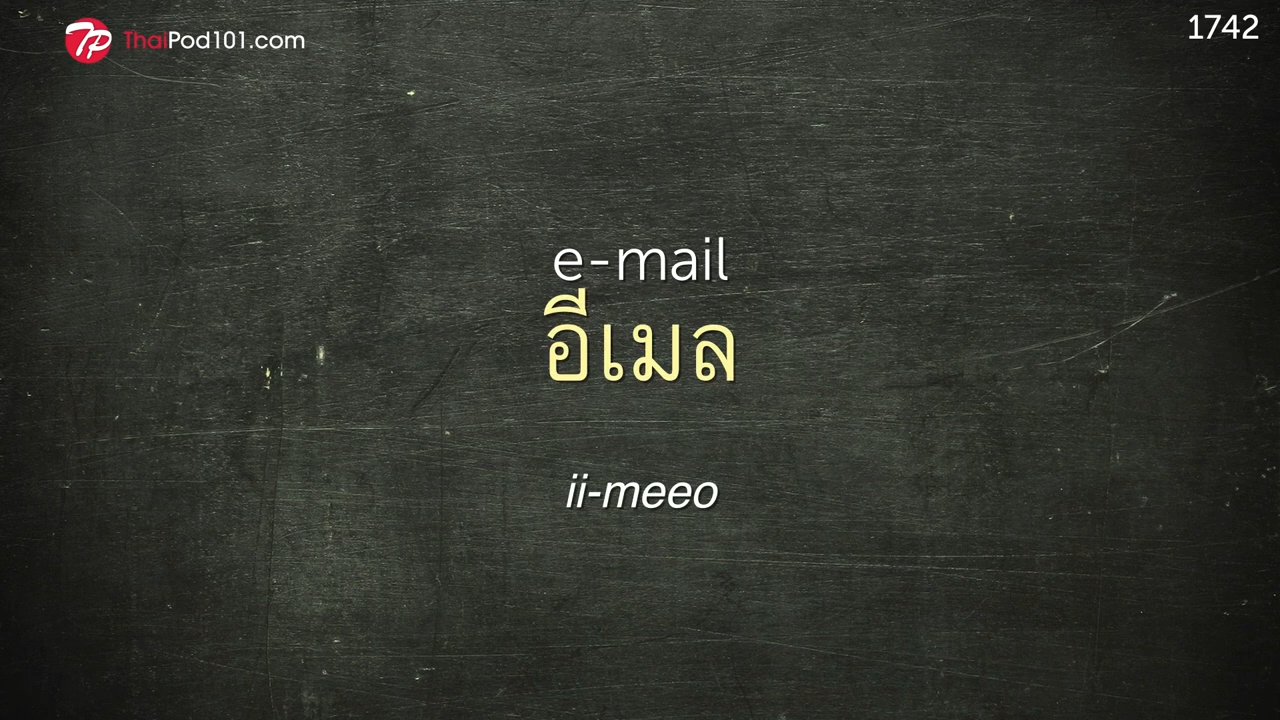 ThaiPod101.com
1742
e-mail
อีเมล
ii-meeo